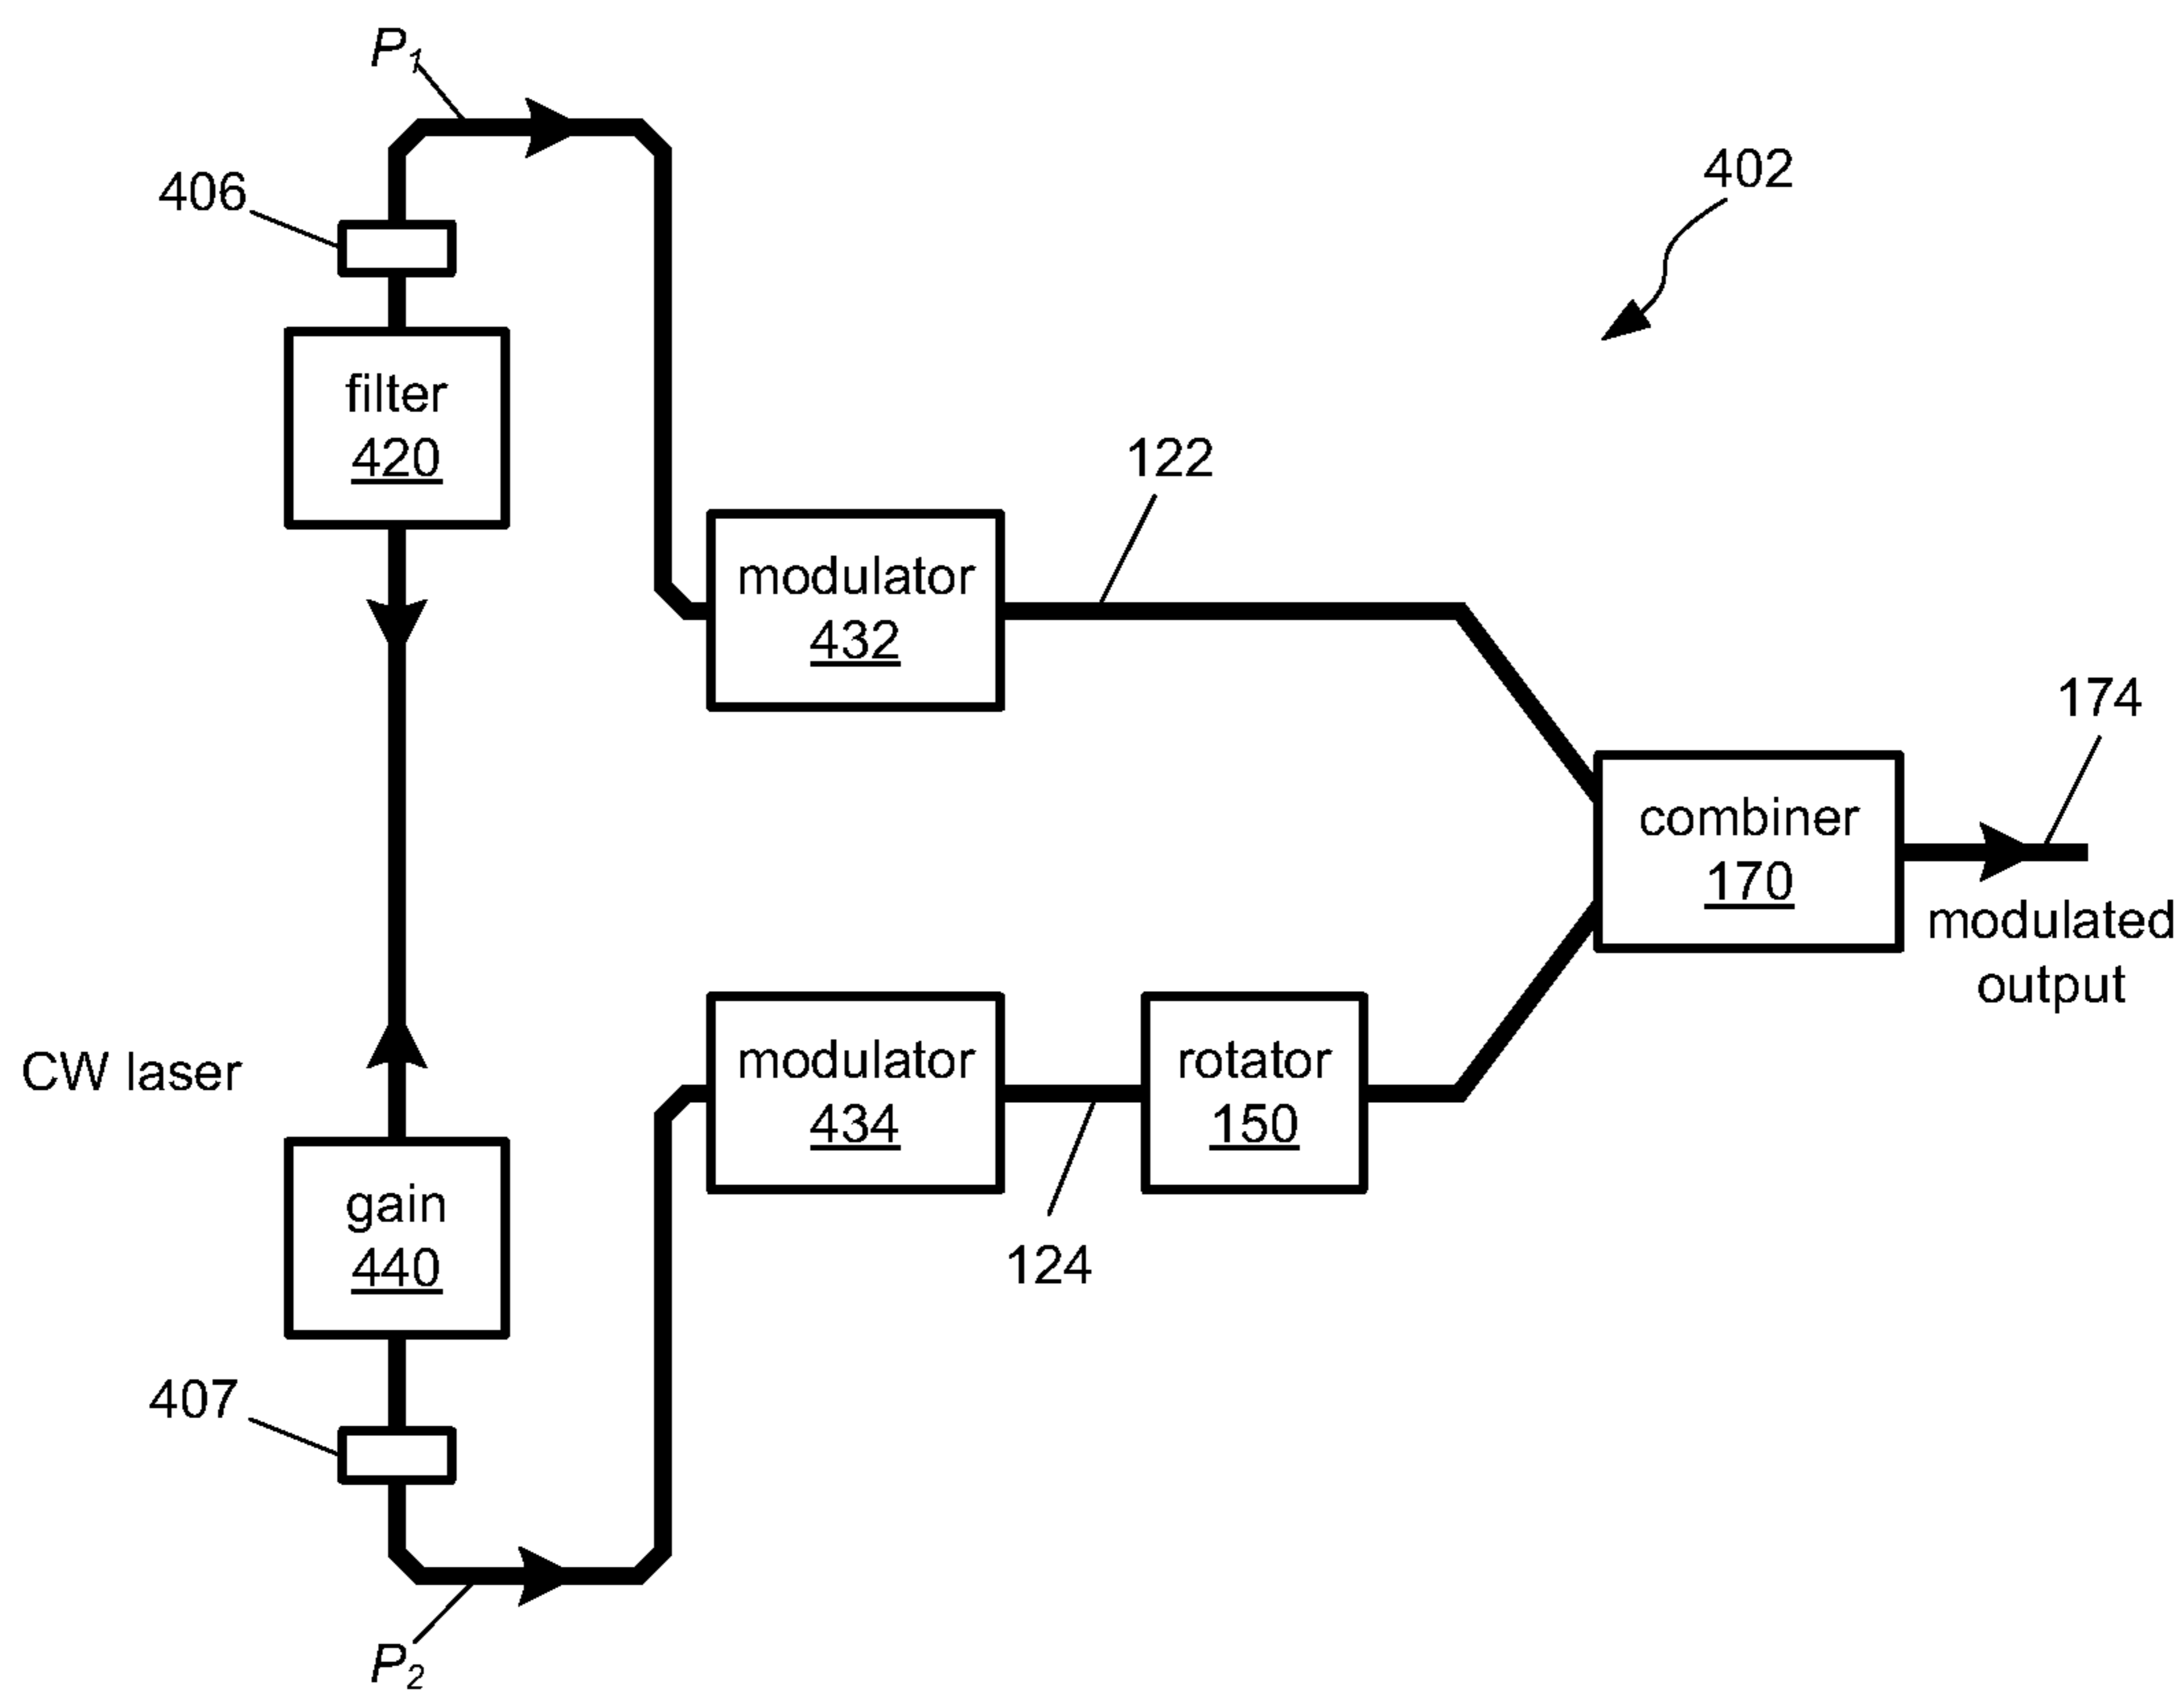 P1
406
402
filter
420
122
modulator
432
174
combiner
170
modulated
output
CW laser
modulator
434
rotator
150
gain
440
124
407
P2